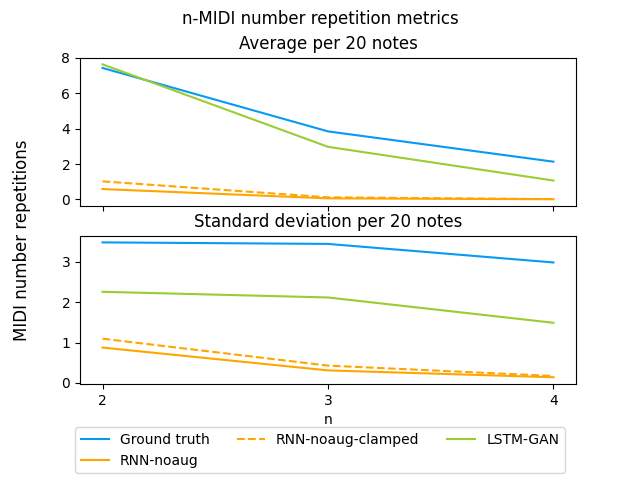 n-MIDI number repetition metrics
Average per 20 notes
8
6
4
2
0
MIDI number repetitions
Standard deviation per 20 notes
3
2
1
0
2 3 4
n
Ground truth RNN-noaug-clamped LSTM-GAN
RNN-noaug